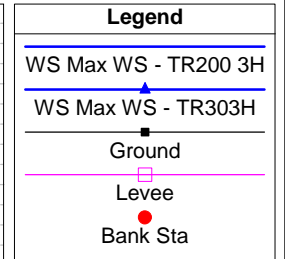 Legend
WS Max WS - TR200 3H
WS Max WS - TR303H
Ground
Levee
Bank Sta